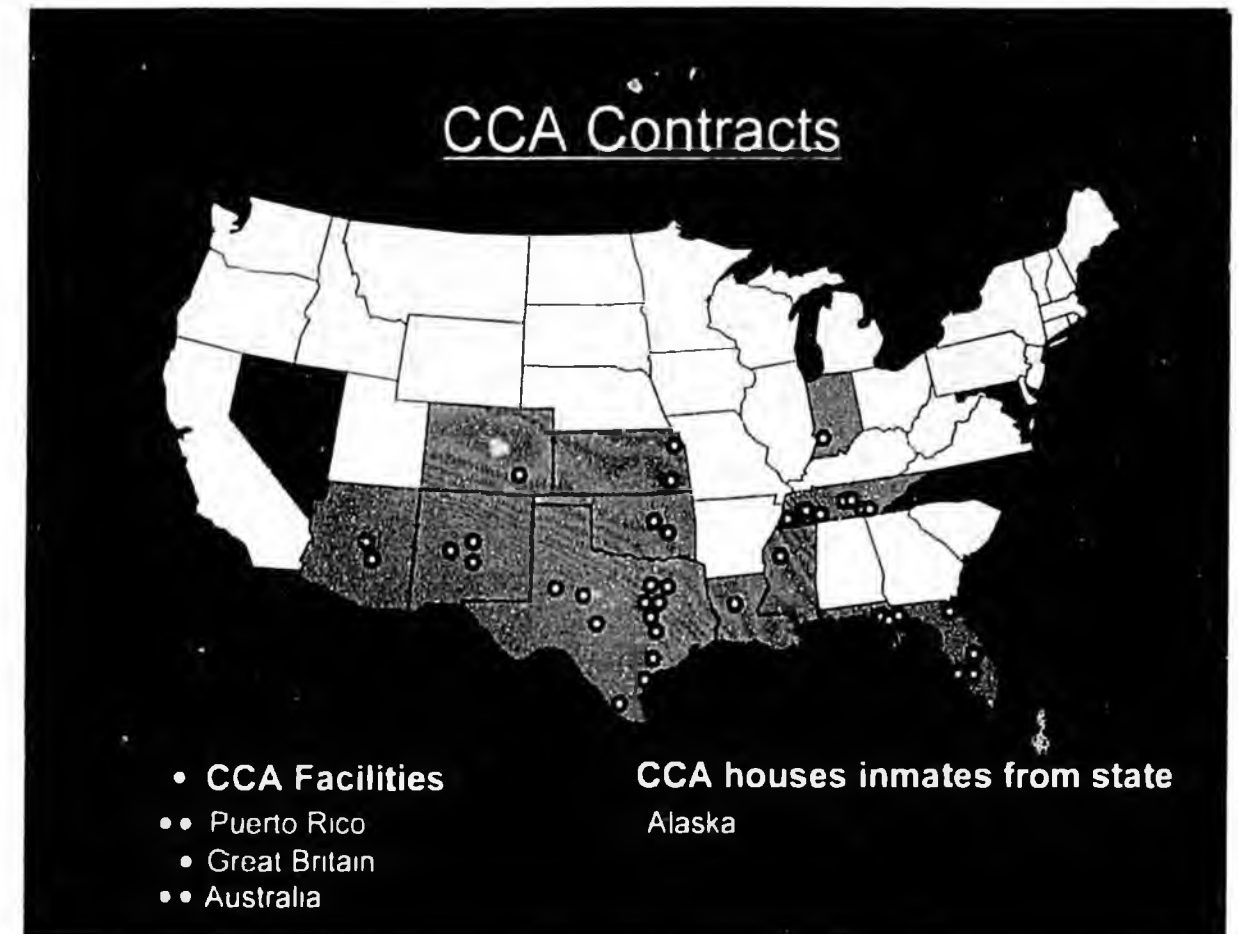 CCA Contracts
• CCA Facilities
•• Puerto Rico
• Great Britain
•• Australia
CCA houses inmates from state
Alaska